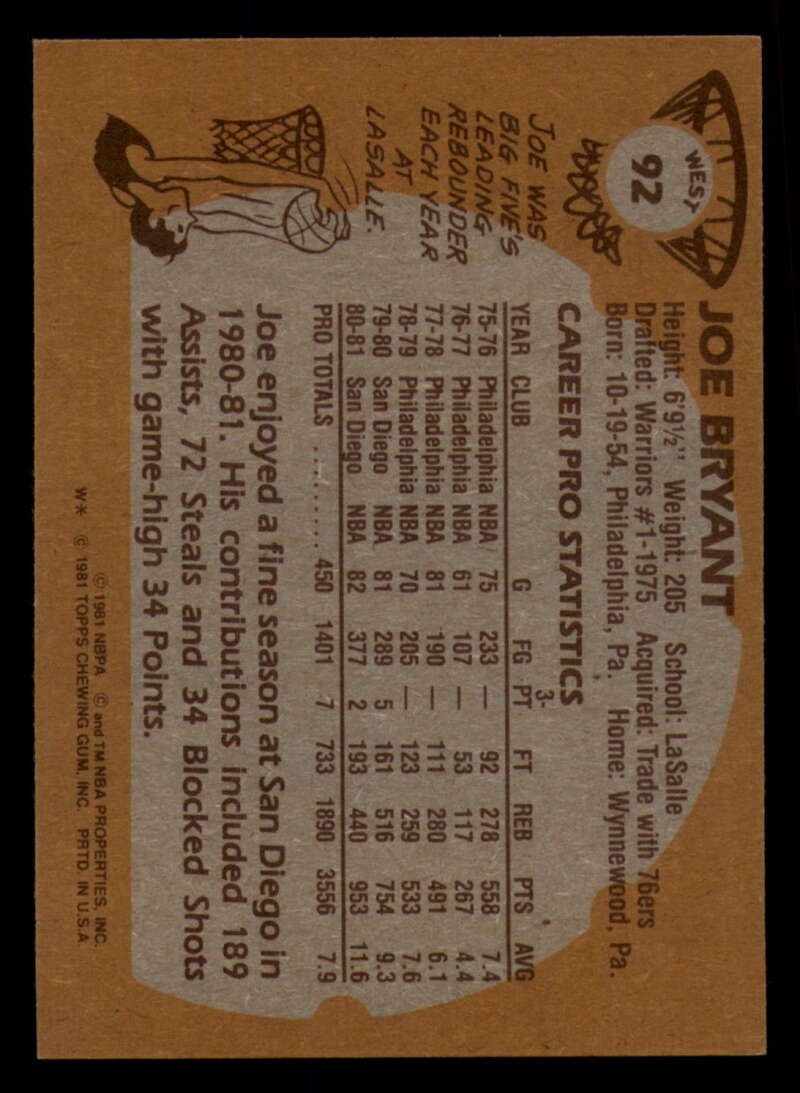 WEST
92
JOE BRYANT
Height: 6'9½" Weight: 205 School: LaSalle
Drafted: Warriors #1-1975 Acquired: Trade with 76ers
Born: 10-19-54, Philadelphia, Pa. Home: Wynnewood, Pa.
CAREER PRO STATISTICS
YEAR CLUB G FG 3-PT FT REB PTS AVG
75-76 Philadelphia NBA 75 233 — 92 278 558 7.4
76-77 Philadelphia NBA 61 107 — 53 117 267 4.4
77-78 Philadelphia NBA 81 190 — 111 280 491 6.1
78-79 Philadelphia NBA 70 205 — 123 259 533 7.6
79-80 San Diego NBA 81 289 5 161 516 754 9.3
80-81 San Diego NBA 82 377 2 193 440 953 11.6
PRO TOTALS ......... 450 1401 7 733 1890 3556 7.9
JOE WAS
BIG FIVE'S
LEADING
REBOUNDER
EACH YEAR
AT
LASALLE.
Joe enjoyed a fine season at San Diego in
1980-81. His contributions included 189
Assists, 72 Steals and 34 Blocked Shots
with game-high 34 Points.
© 1981 NBPA © and TM NBA PROPERTIES, INC.
W* © 1981 TOPPS CHEWING GUM, INC. PRTD. IN U.S.A.